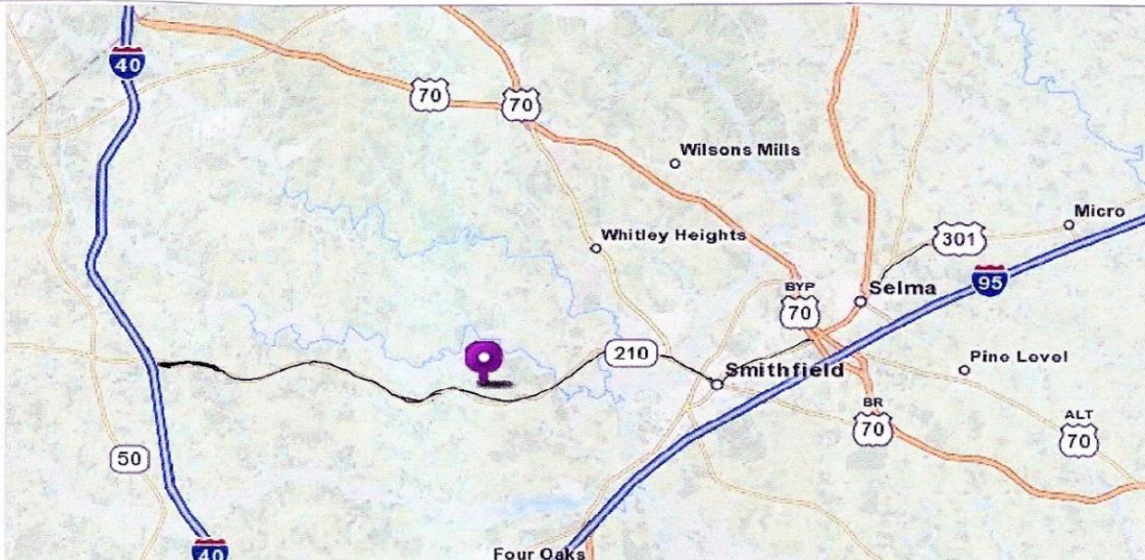 40
70
70
Wilsons Mills
Micro
301
Whitley Heights
95
BYP
70
Selma
210
Pine Level
Smithfield
BR
70
ALT
70
50
40
Four Oaks